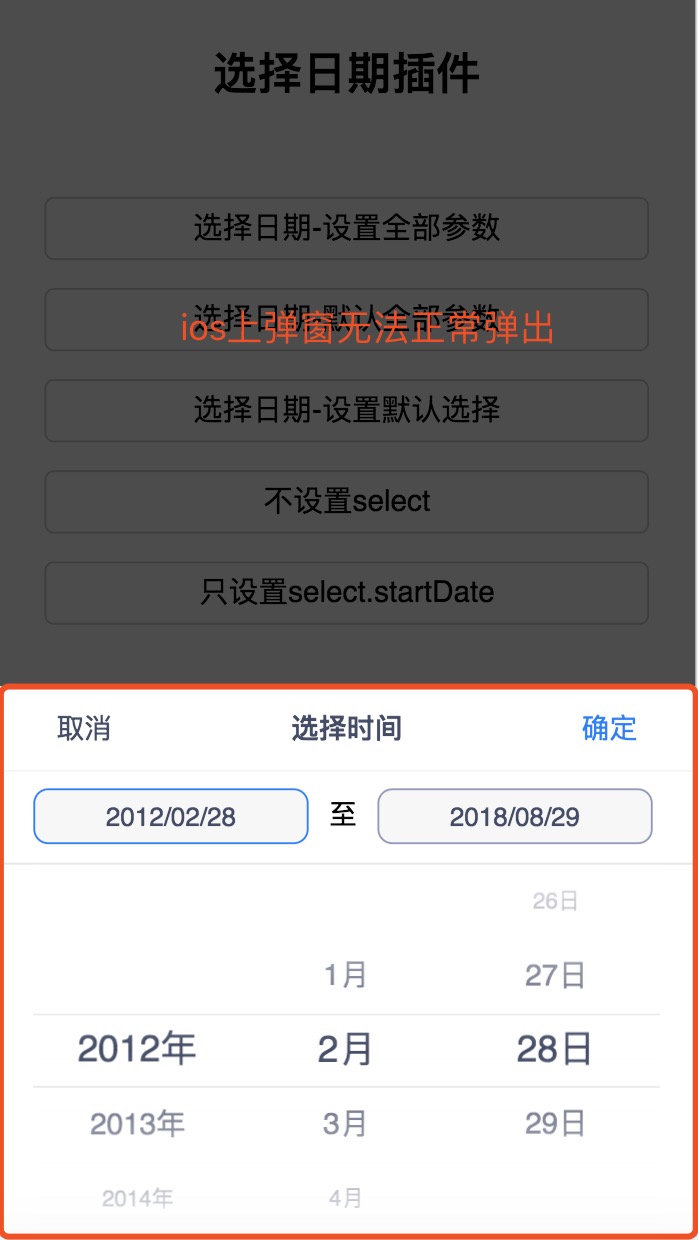 选择日期插件
选择日期-设置全部参数
选择日期-默认全部参数
ios上弹窗无法正常弹出
选择日期-设置默认选择
不设置select
只设置select.startDate
取消 选择时间 确定
2012/02/28 至 2018/08/29
26日
1月 27日
2012年 2月 28日
2013年 3月 29日
2014年 4月